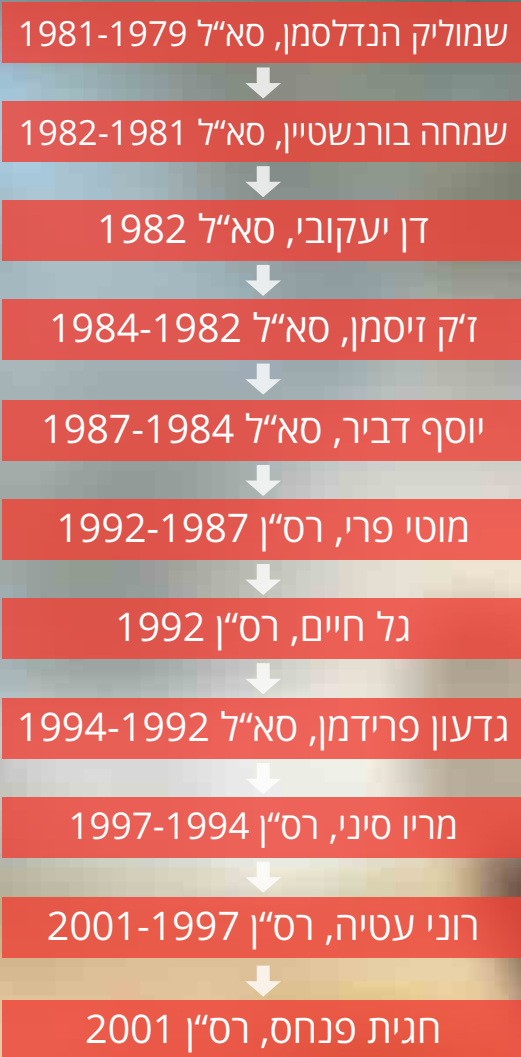 שמוליק הנדלסמן, סא“ל 1981-1979
שמחה בורנשטיין, סא“ל 1982-1981
דן יעקובי, סא“ל 1982
ז‘ק זיסמן, סא“ל 1984-1982
יוסף דביר, סא“ל 1987-1984
מוטי פרי, רס“ן 1992-1987
גל חיים, רס“ן 1992
גדעון פרידמן, סא“ל 1994-1992
מריו סיני, רס“ן 1997-1994
רוני עטיה, רס“ן 2001-1997
חגית פנחס, רס“ן 2001